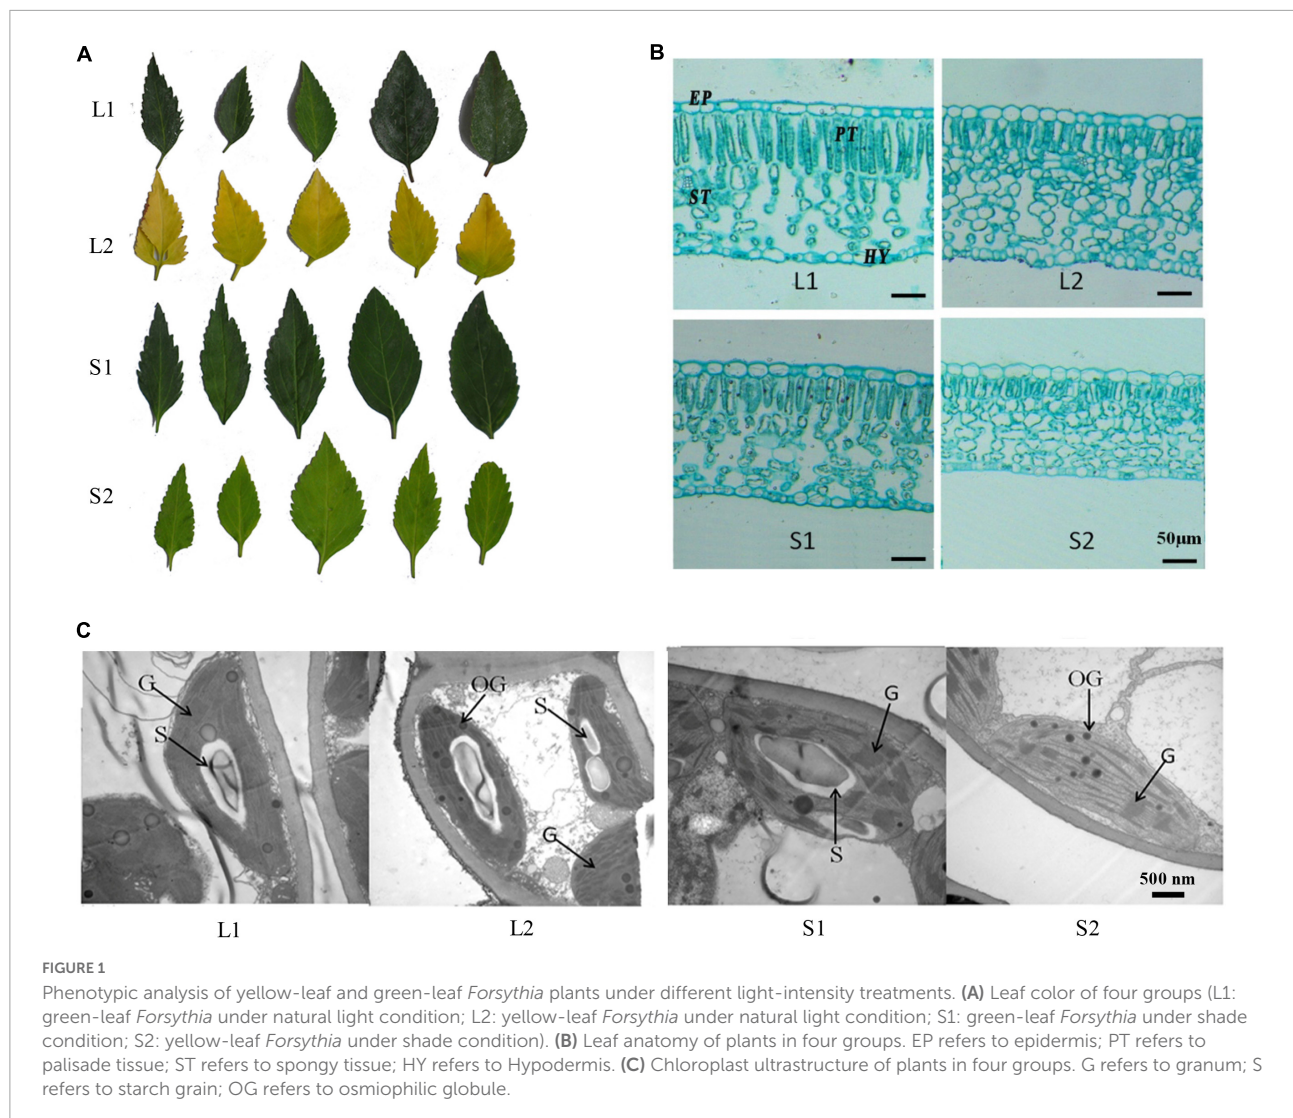 A
L1
L2
S1
S2
B
EP
PT
ST
HY
L1
L2
S1
S2
50μm
C
G
S
OG
S
G
G
S
OG
G
500 nm
L1
L2
S1
S2
FIGURE 1
Phenotypic analysis of yellow-leaf and green-leaf Forsythia plants under different light-intensity treatments. (A) Leaf color of four groups (L1:
green-leaf Forsythia under natural light condition; L2: yellow-leaf Forsythia under natural light condition; S1: green-leaf Forsythia under shade
condition; S2: yellow-leaf Forsythia under shade condition). (B) Leaf anatomy of plants in four groups. EP refers to epidermis; PT refers to
palisade tissue; ST refers to spongy tissue; HY refers to Hypodermis. (C) Chloroplast ultrastructure of plants in four groups. G refers to granum; S
refers to starch grain; OG refers to osmiophilic globule.